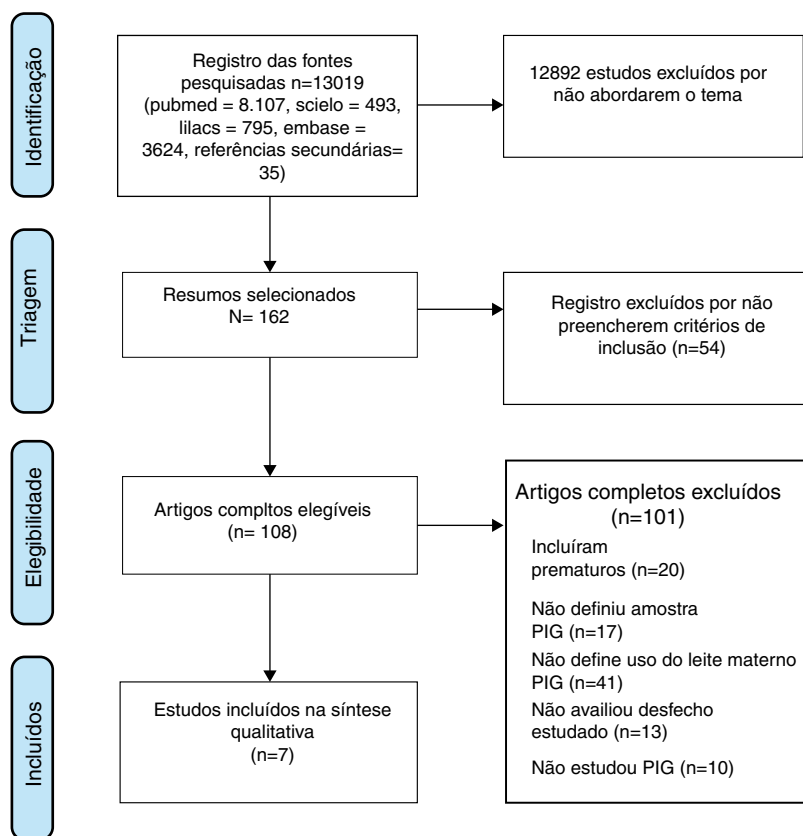 Identificação
Registro das fontes
pesquisadas n=13019
(pubmed = 8.107, scielo = 493,
lilacs = 795, embase =
3624, referências secundárias=
35)
12892 estudos excluídos por
não abordarem o tema
Triagem
Resumos selecionados
N= 162
Registro excluídos por não
preencherem critérios de
inclusão (n=54)
Elegibilidade
Artigos compltos elegíveis
(n= 108)
Artigos completos excluídos
(n=101)
Incluíram
prematuros (n=20)
Não definiu amostra
PIG (n=17)
Não define uso do leite materno
PIG (n=41)
Não availiou desfecho
estudado (n=13)
Não estudou PIG (n=10)
Incluídos
Estudos incluídos na síntese
qualitativa
(n=7)